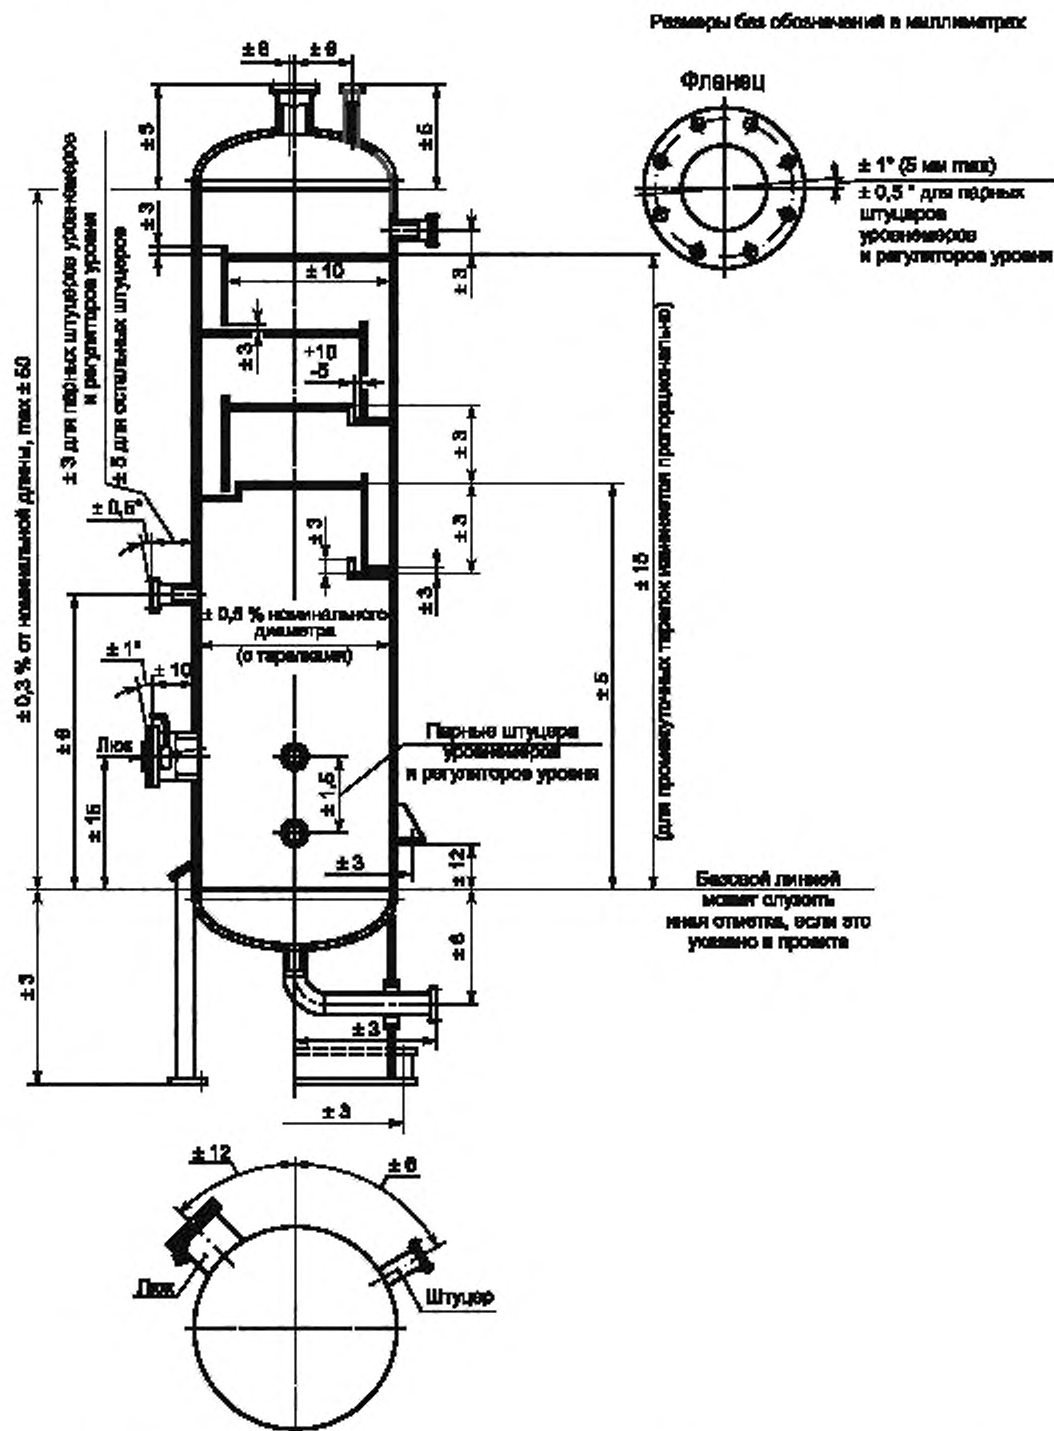 Размеры без обозначений в миллиметрах
± 6
± 6
Фланец
± 5
± 5
± 1° (5 мм max)
± 0,5 ° для парных
штуцеров
уровнемеров
и регуляторов уровня
± 3
± 10
± 3
± 3
+10
-5
± 3 для парных штуцеров уровнемеров
и регуляторов уровня
± 5 для остальных штуцеров
± 0,3 % от номинальной длины, max ± 50
± 3
± 3
± 3
± 3
± 0,5°
± 15
(для промежуточных тарелок изменяется пропорционально)
± 0,5 % номинального
диаметра
(с тарелками)
± 1°
± 10
± 5
± 6
Люк
± 15
Парные штуцера
уровнемеров
и регуляторов уровня
± 1,5
± 3
± 12
Базовой линией
может служить
иная отметка, если это
указано в проекте
± 6
± 3
± 3
± 3
± 12
± 6
Люк
Штуцер